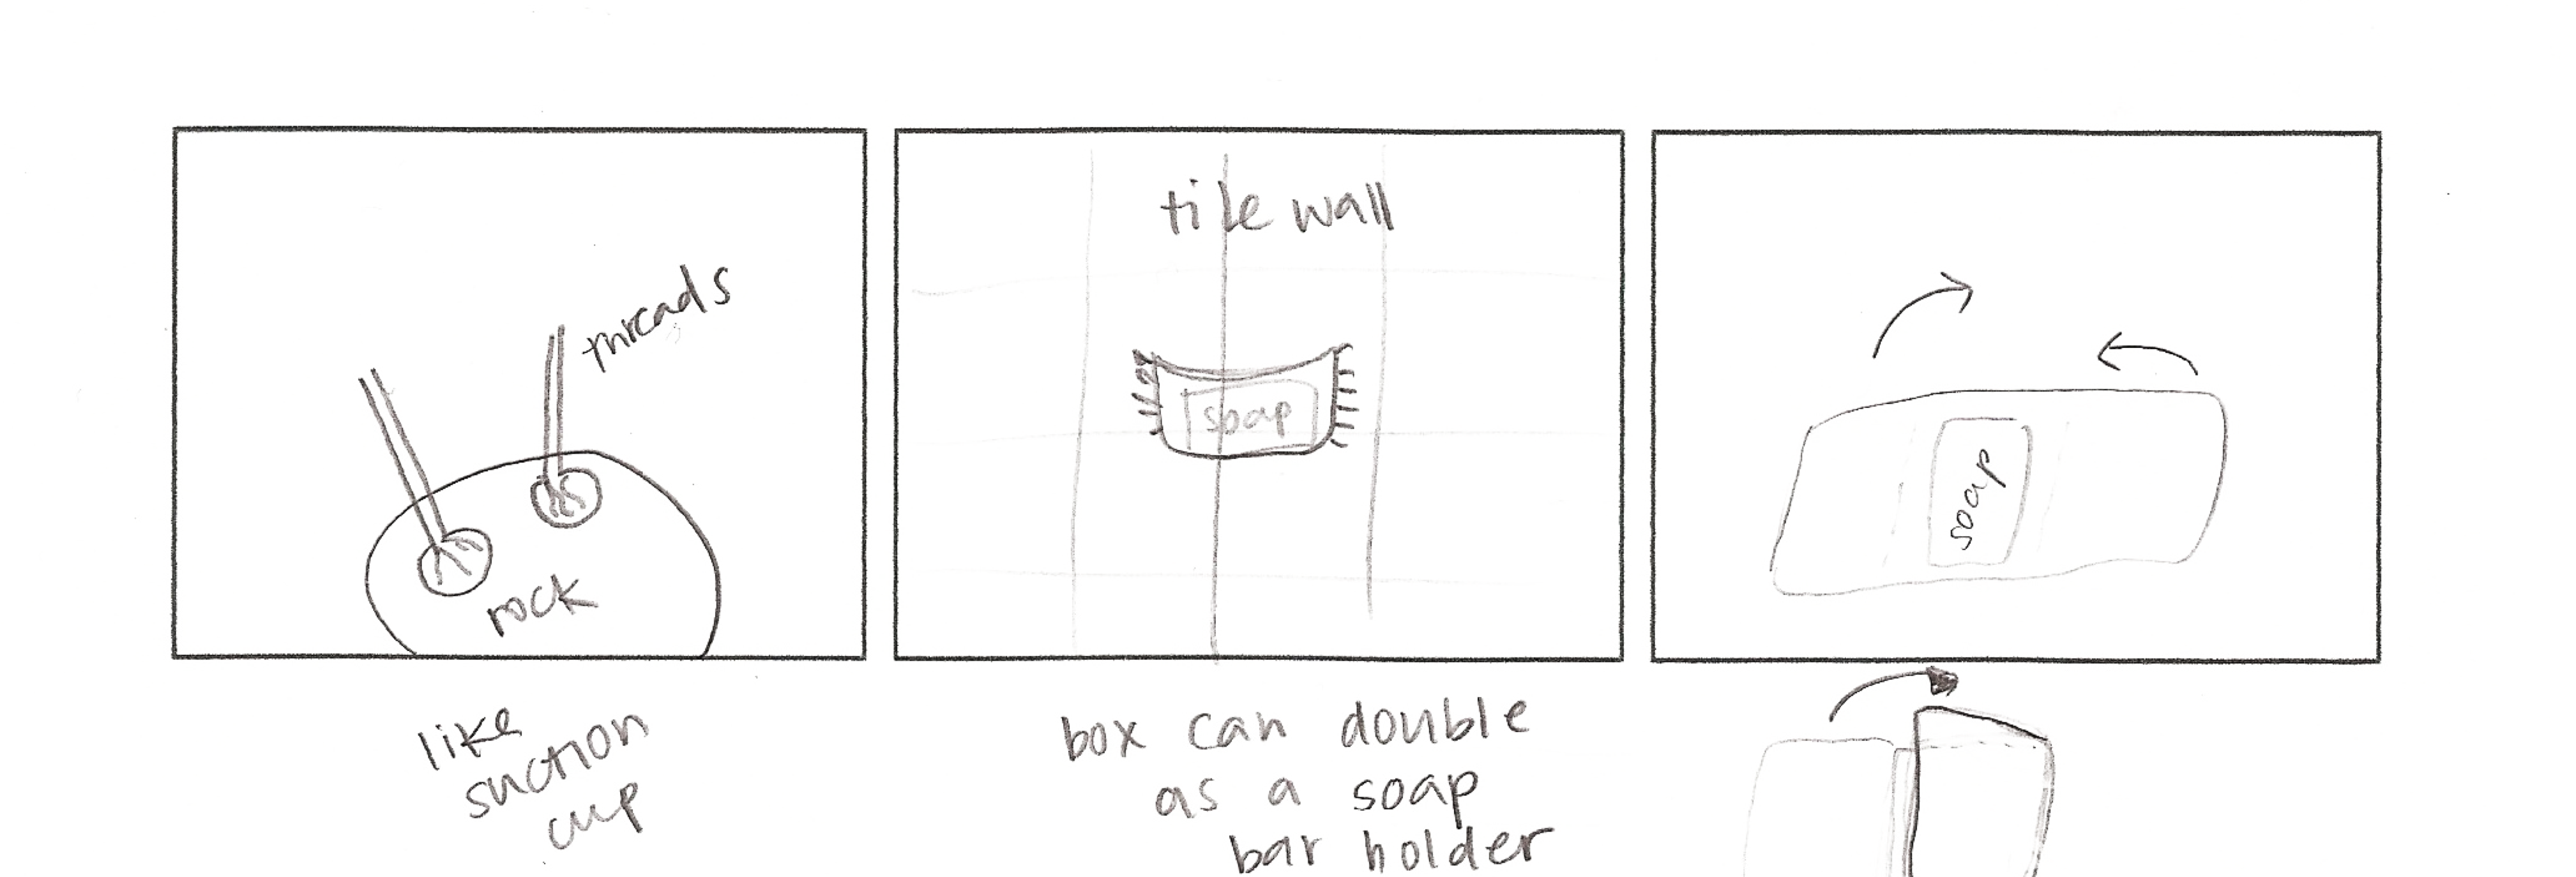 threads
rock
like
suction
cup
tile wall
soap
box can double
as a soap
bar holder
soap